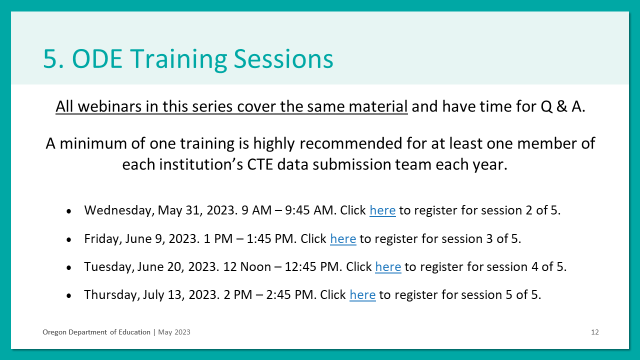 5. ODE Training Sessions
All webinars in this series cover the same material and have time for Q & A.
A minimum of one training is highly recommended for at least one member of
each institution’s CTE data submission team each year.
• Wednesday, May 31, 2023. 9 AM – 9:45 AM. Click here to register for session 2 of 5.
• Friday, June 9, 2023. 1 PM – 1:45 PM. Click here to register for session 3 of 5.
• Tuesday, June 20, 2023. 12 Noon – 12:45 PM. Click here to register for session 4 of 5.
• Thursday, July 13, 2023. 2 PM – 2:45 PM. Click here to register for session 5 of 5.
Oregon Department of Education | May 2023
12